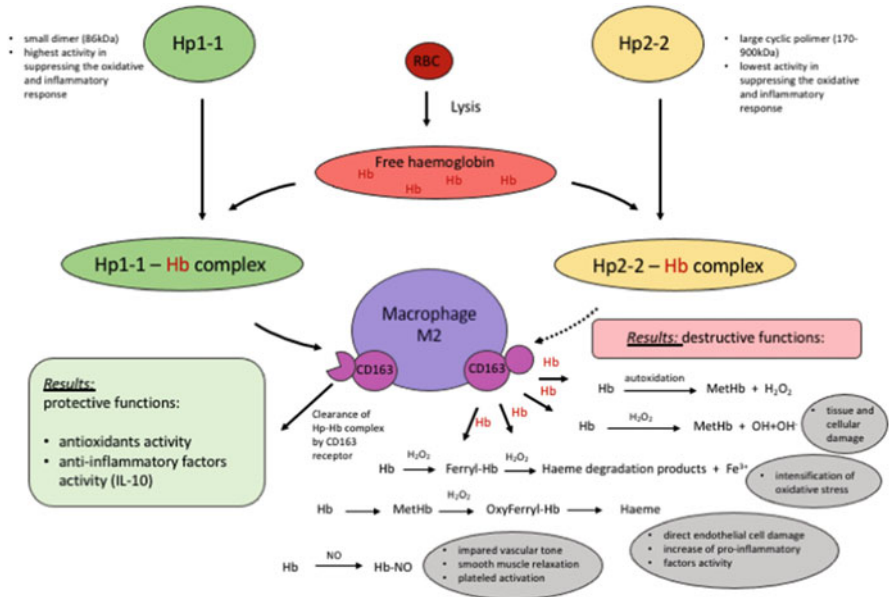 Hp1-1
• small dimer (86kDa)
• highest activity in
suppressing the oxidative
and inflammatory
response
RBC
Lysis
Hp2-2
• large cyclic polimer (170-
900kDa)
• lowest activity in
suppressing the oxidative
and inflammatory
response
Free haemoglobin
Hb
Hb
Hb
Hb
Hp1-1 – Hb complex
Hp2-2 – Hb complex
Macrophage
M2
CD163
CD163
Clearance of
Hp-Hb complex
by CD163
receptor
Results:
protective functions:
• antioxidants activity
• anti-inflammatory factors
activity (IL-10)
Results: destructive functions:
Hb
Hb
Hb
Hb
Hb autoxidation MetHb + H₂O₂
Hb H₂O₂ MetHb + OH+OH⁻
• tissue and
cellular
damage
Hb H₂O₂ Ferryl-Hb H₂O₂ Haeme degradation products + Fe³⁺
• intensification of
oxidative stress
Hb MetHb H₂O₂ OxyFerryl-Hb Haeme
• direct endothelial cell damage
• increase of pro-inflammatory
• factors activity
Hb NO Hb-NO
• impared vascular tone
• smooth muscle relaxation
• plateled activation